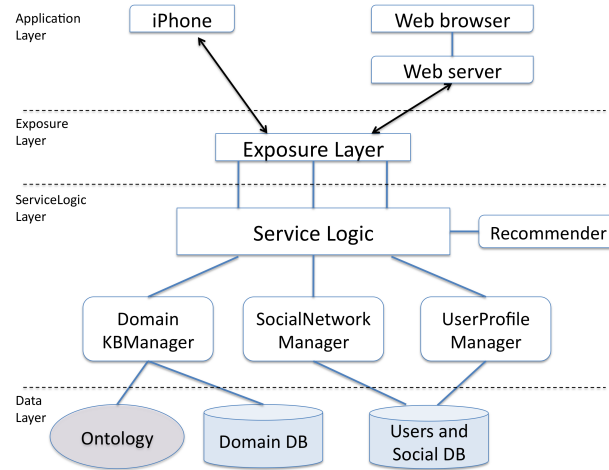 Application
Layer
iPhone
Web browser
Web server
Exposure
Layer
Exposure Layer
ServiceLogic
Layer
Service Logic
Recommender
Domain
KBManager
SocialNetwork
Manager
UserProfile
Manager
Data
Layer
Ontology
Domain DB
Users and
Social DB